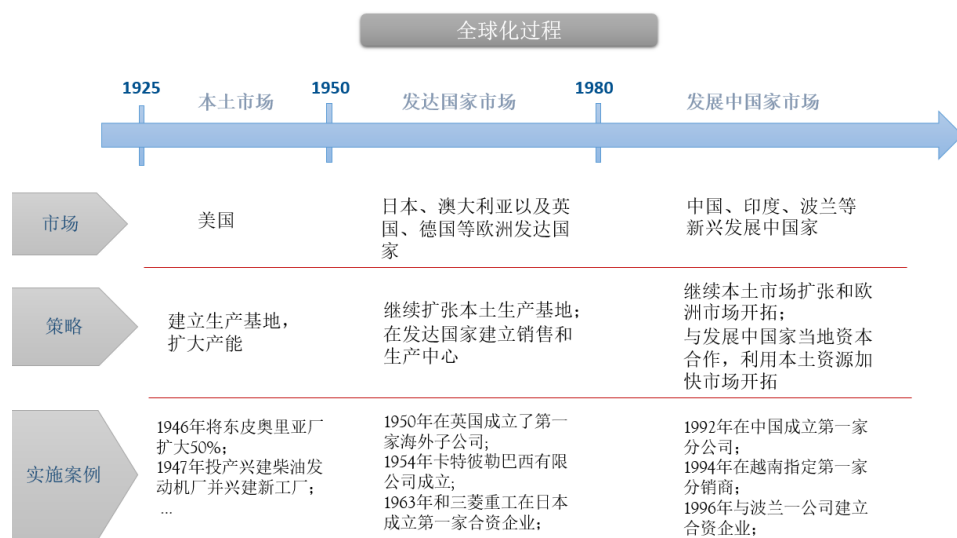 全球化过程
1925
1950
1980
本土市场
发达国家市场
发展中国家市场
市场
美国
日本、澳大利亚以及英
国、德国等欧洲发达国
家
中国、印度、波兰等
新兴发展中国家
策略
建立生产基地，
扩大产能
继续扩张本土生产基地；
在发达国家建立销售和
生产中心
继续本土市场扩张和欧
洲市场开拓；
与发展中国家当地资本
合作，利用本土资源加
快市场开拓
实施案例
1946年将东皮奥里亚厂
扩大50%；
1947年投产兴建柴油发
动机厂并兴建新工厂；
...
1950年在英国成立了第一
家海外子公司;
1954年卡特彼勒巴西有限
公司成立;
1963年和三菱重工在日本
成立第一家合资企业；
1992年在中国成立第一家
分公司；
1994年在越南指定第一家
分销商；
1996年与波兰一公司建立
合资企业；